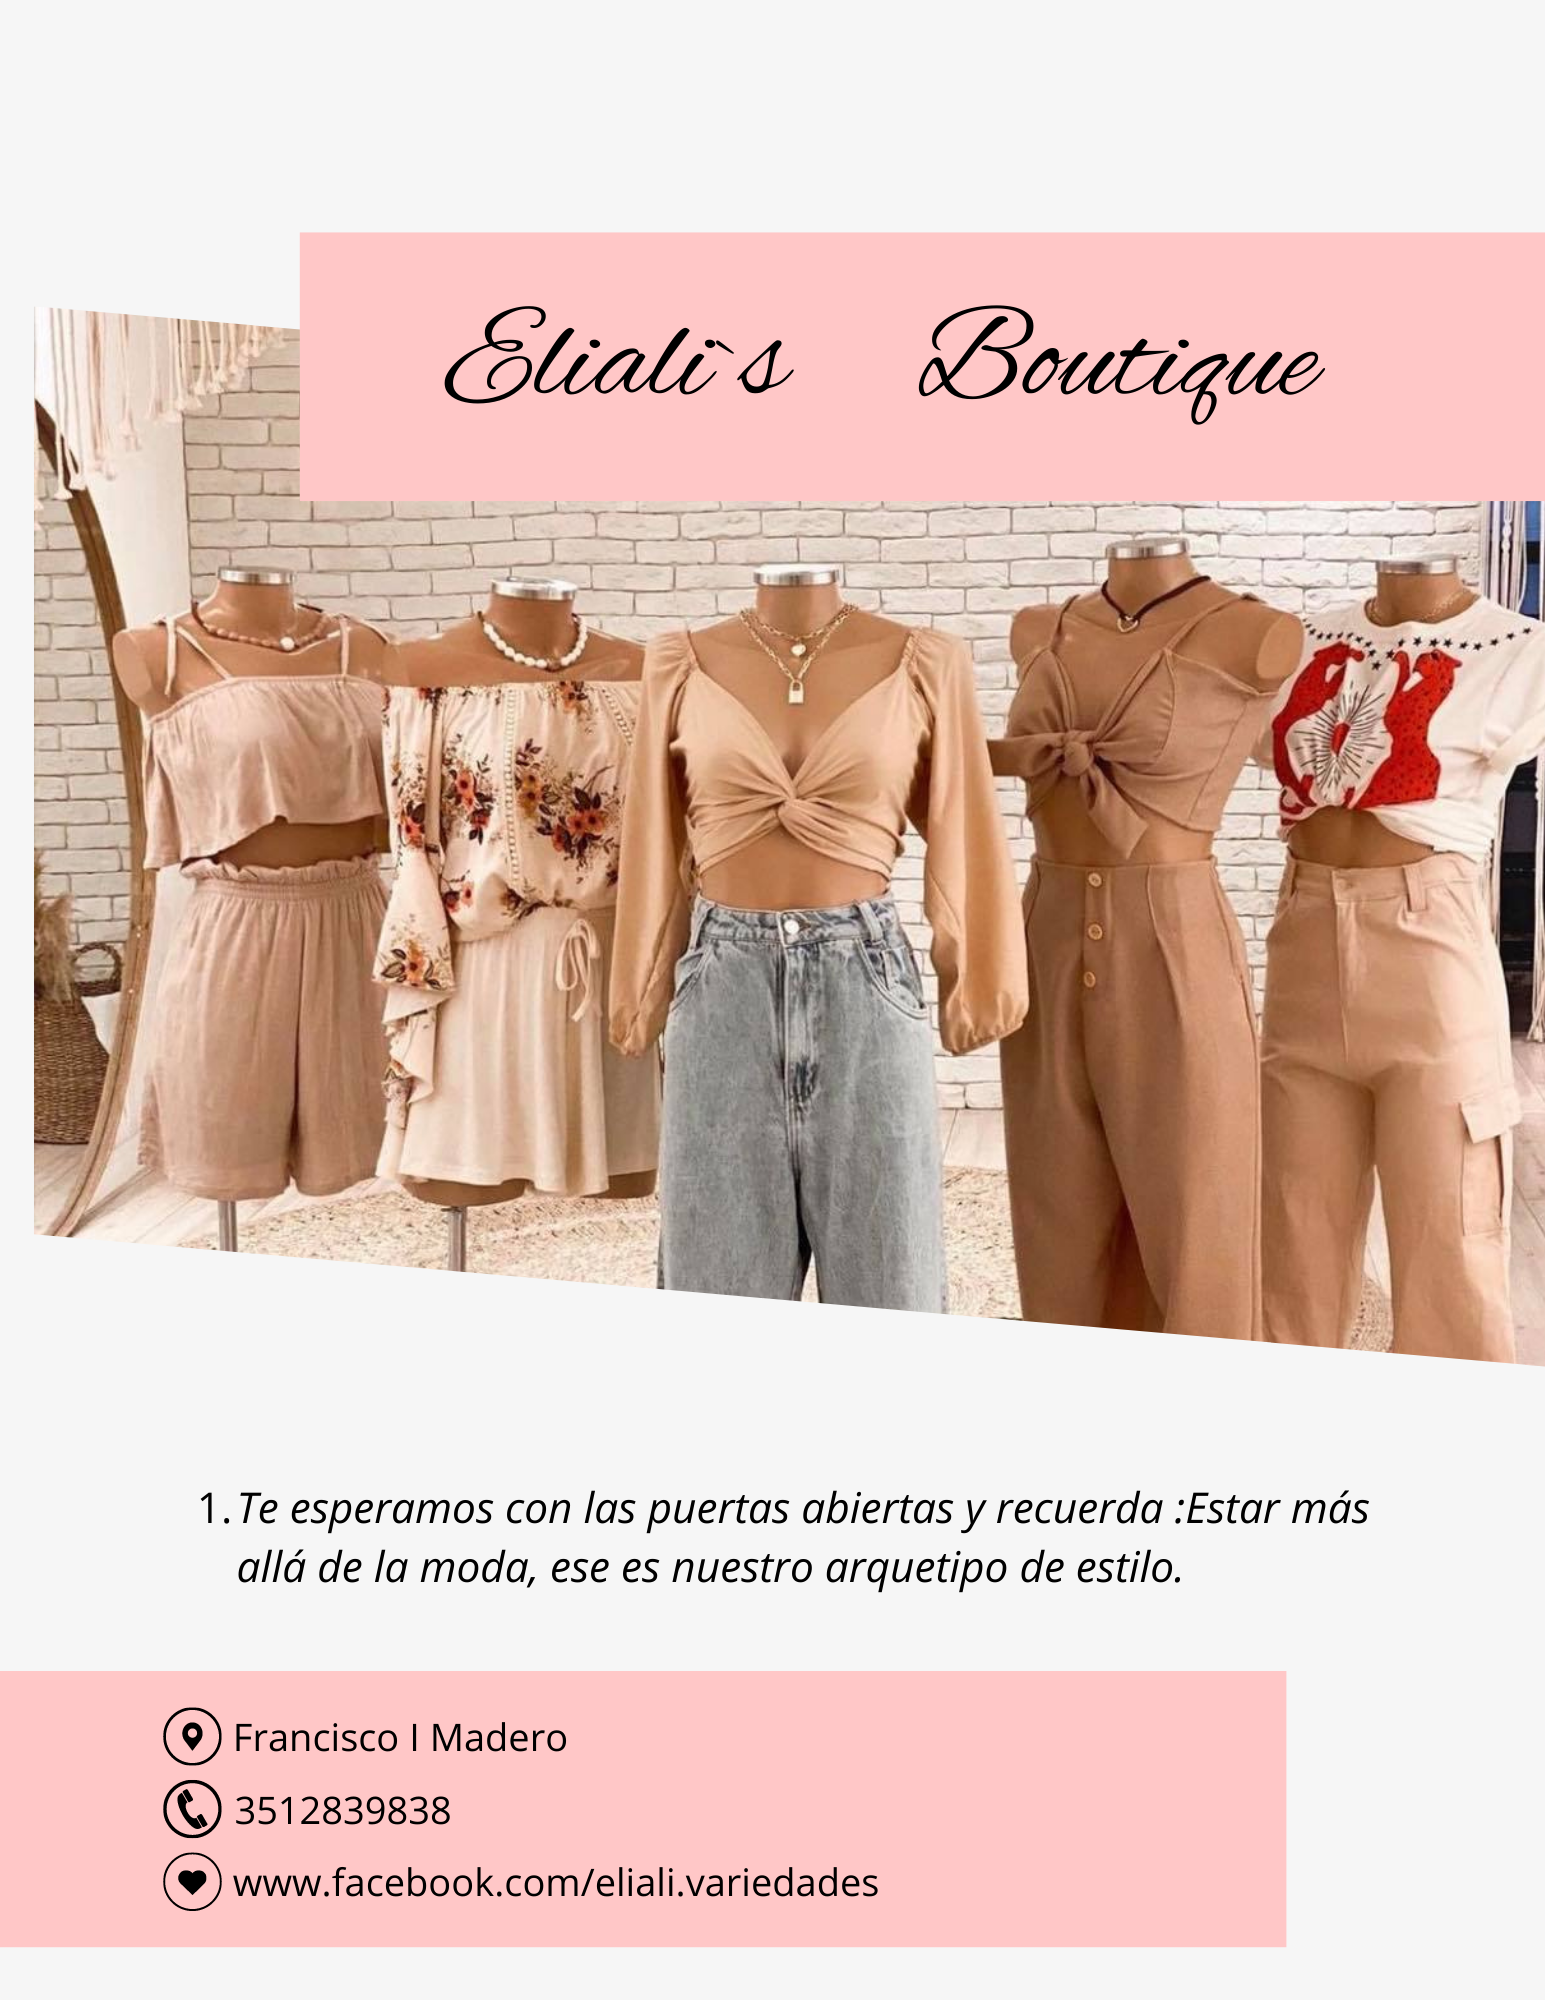 Eliali`s Boutique
1. Te esperamos con las puertas abiertas y recuerda :Estar más
allá de la moda, ese es nuestro arquetipo de estilo.
Francisco I Madero
3512839838
www.facebook.com/eliali.variedades